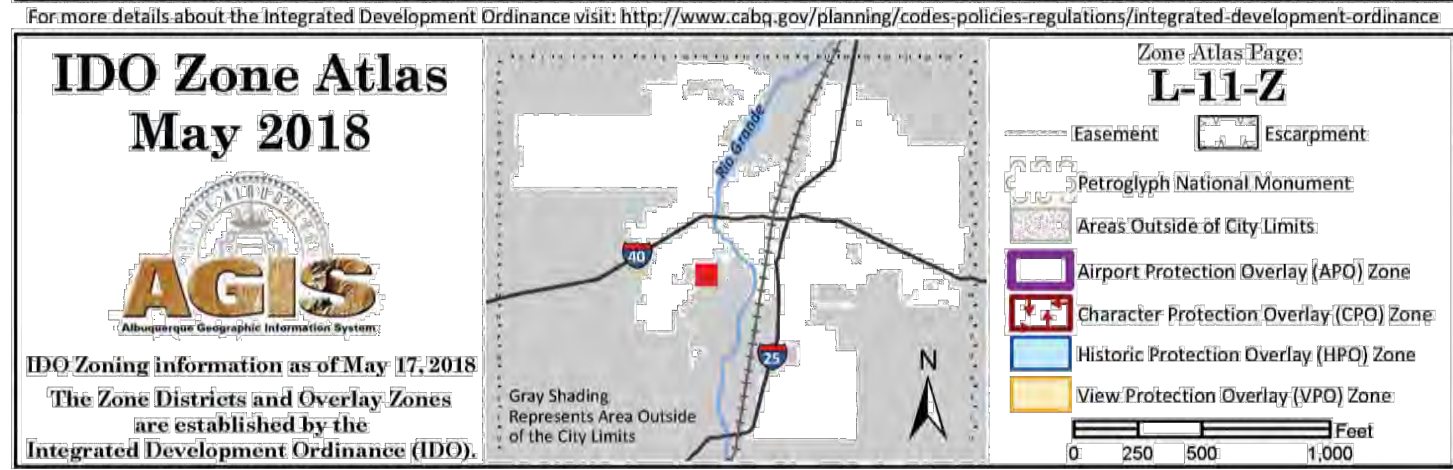 For more details about the Integrated Development Ordinance visit: http://www.cabq.gov/planning/codes-policies-regulations/integrated-development-ordinance
IDO Zone Atlas
May 2018
AGIS
Albuquerque Geographic Information System
IDO Zoning information as of May 17, 2018
The Zone Districts and Overlay Zones
are established by the
Integrated Development Ordinance (IDO).
Rio Grande
40
25
Gray Shading
Represents Area Outside
of the City Limits
N
Zone Atlas Page:
L-11-Z
Easement
Escarpment
Petroglyph National Monument
Areas Outside of City Limits
Airport Protection Overlay (APO) Zone
Character Protection Overlay (CPO) Zone
Historic Protection Overlay (HPO) Zone
View Protection Overlay (VPO) Zone
Feet
0 250 500 1,000